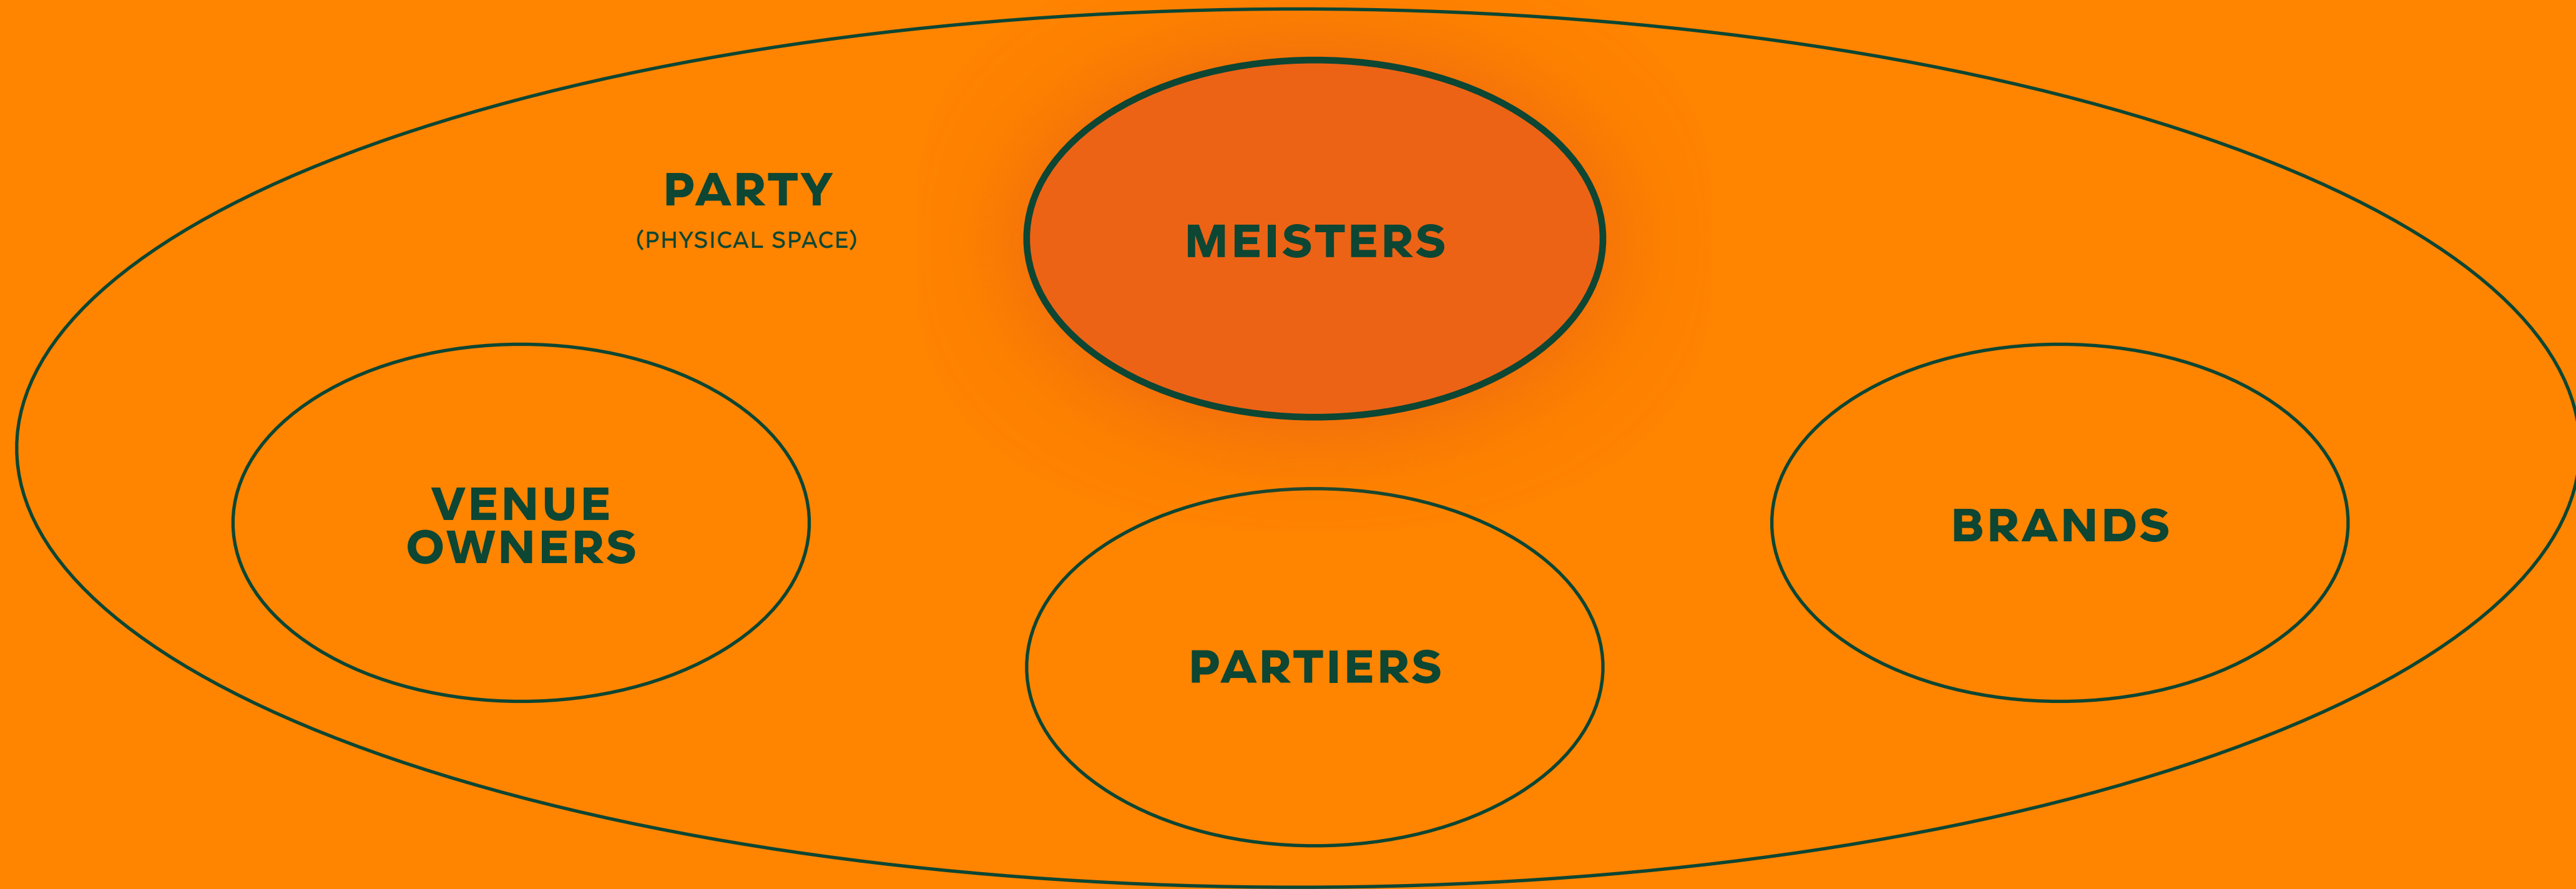 PARTY
(PHYSICAL SPACE)
MEISTERS
VENUE
OWNERS
BRANDS
PARTIERS